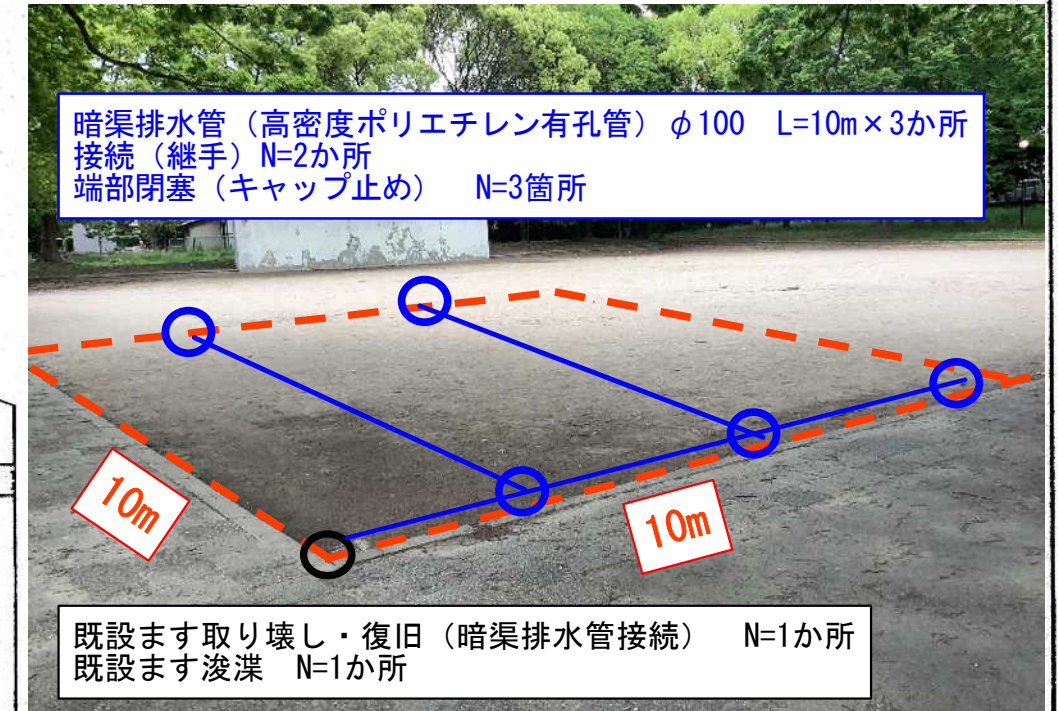 暗渠排水管（高密度ポリエチレン有孔管）φ100　L=10m×3か所
接続（継手）N=2か所
端部閉塞（キャップ止め）　N=3箇所
10m
10m
既設ます取り壊し・復旧（暗渠排水管接続）　N=1か所
既設ます浚渫　N=1か所